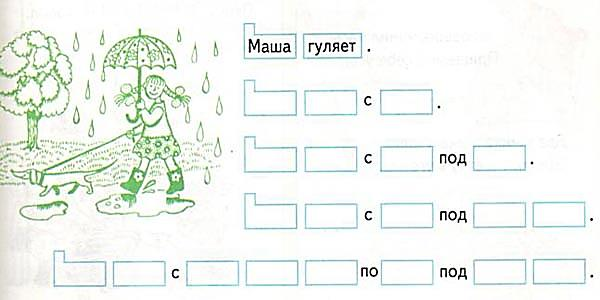 Маша гуляет .
с .
с под .
с под .
с по под .